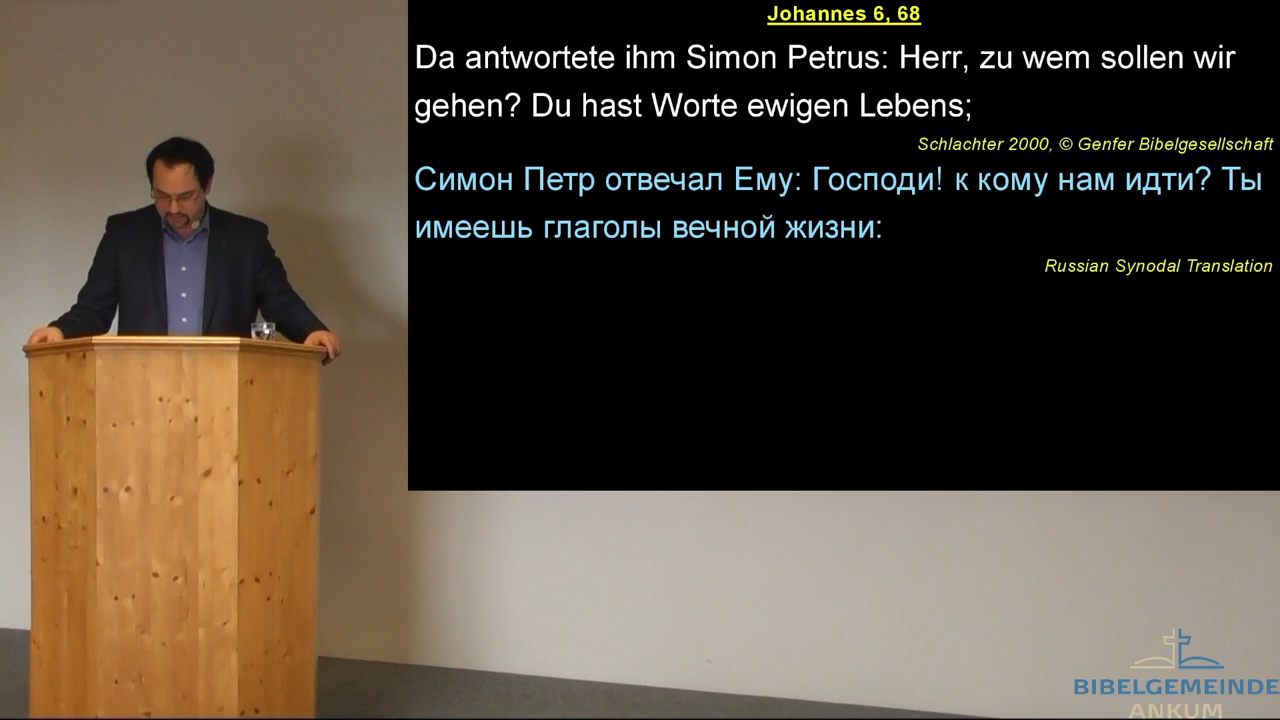 Johannes 6, 68
Da antwortete ihm Simon Petrus: Herr, zu wem sollen wir
gehen? Du hast Worte ewigen Lebens;
Schlachter 2000, © Genfer Bibelgesellschaft
Симон Петр отвечал Ему: Господи! к кому нам идти? Ты
имеешь глаголы вечной жизни:
Russian Synodal Translation
BIBELGEMEINDE
ANKUM